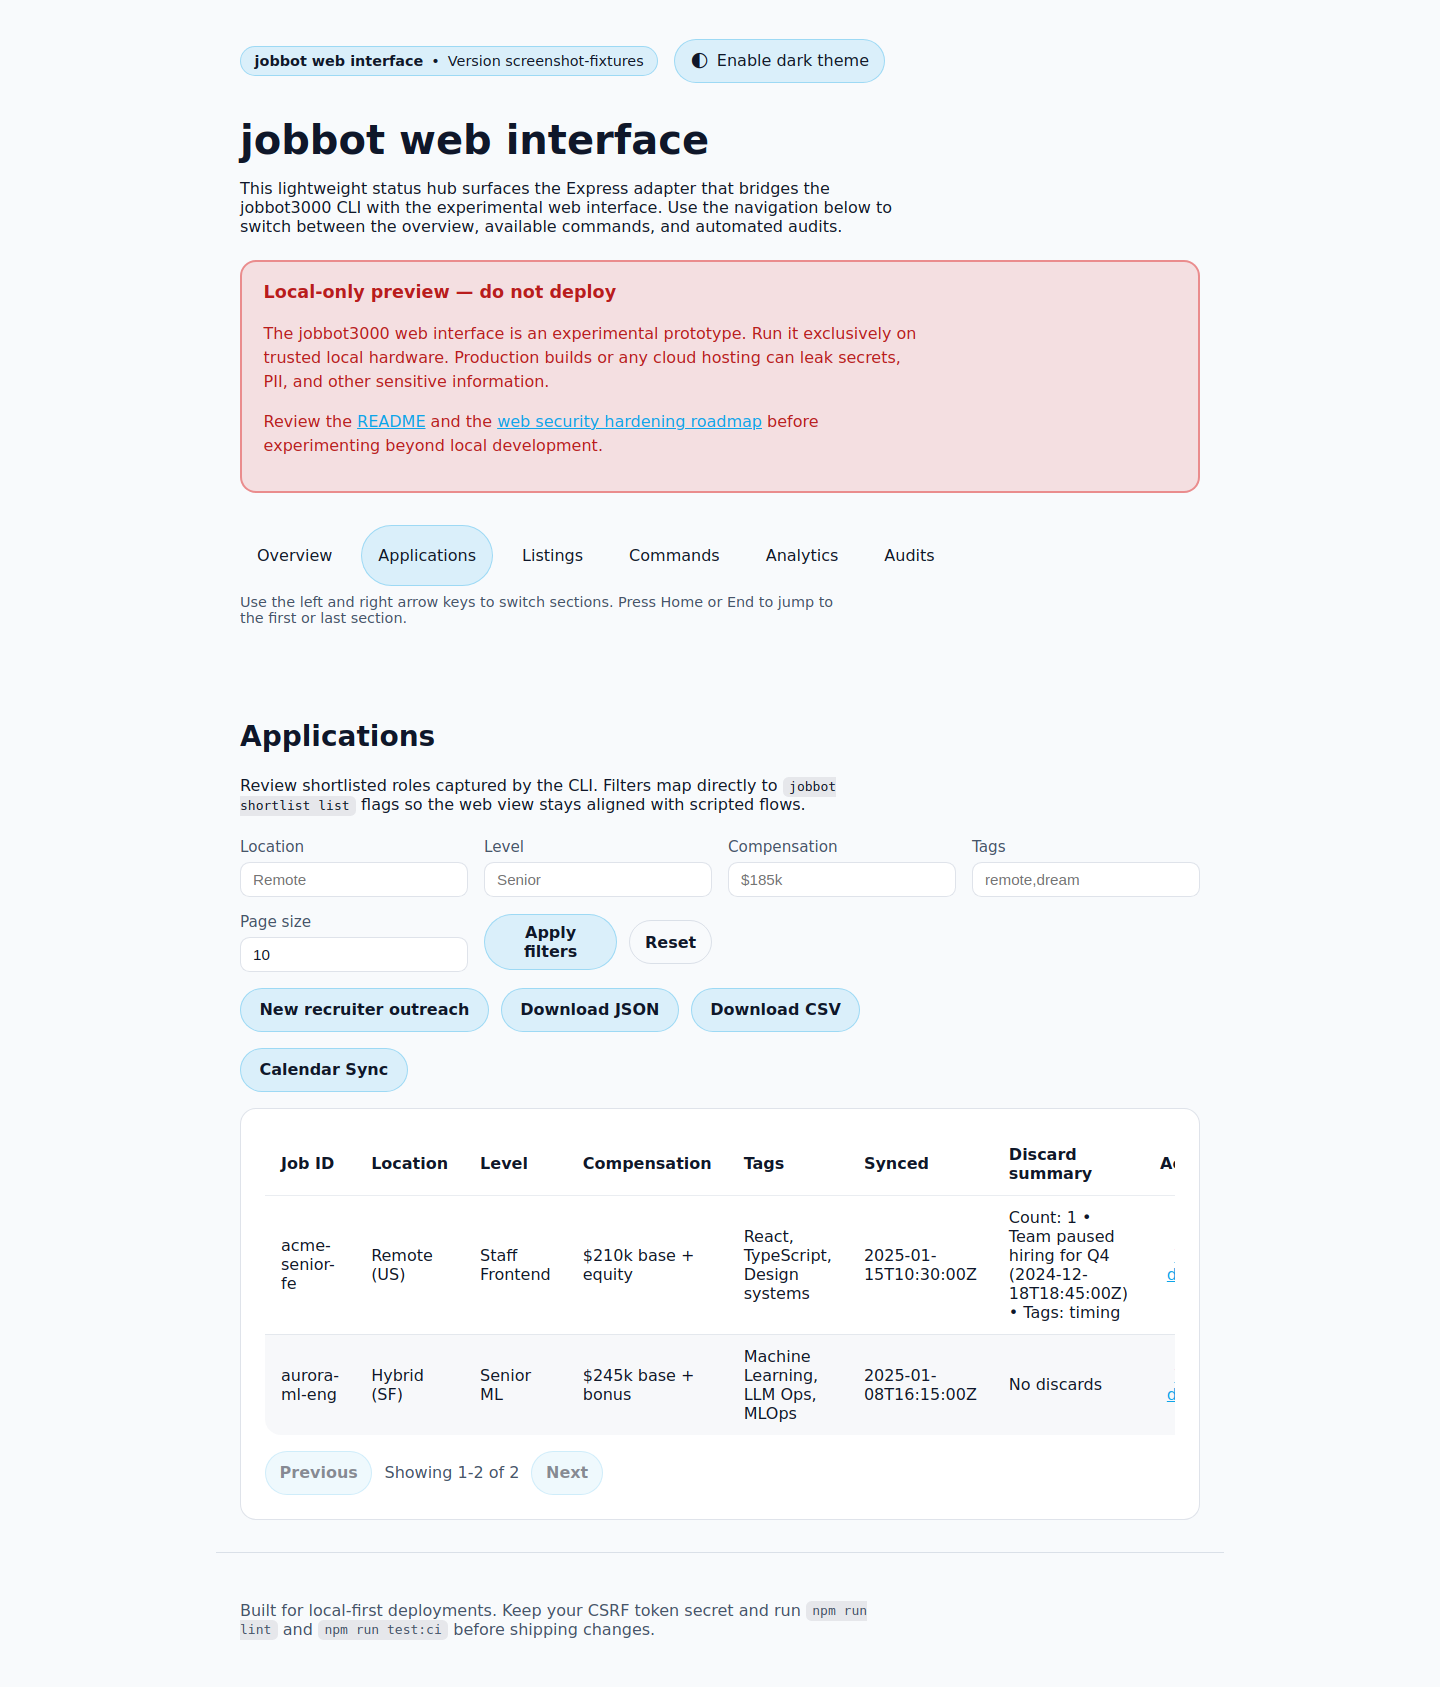 jobbot web interface • Version screenshot-fixtures
Enable dark theme
jobbot web interface
This lightweight status hub surfaces the Express adapter that bridges the
jobbot3000 CLI with the experimental web interface. Use the navigation below to
switch between the overview, available commands, and automated audits.
Local-only preview — do not deploy
The jobbot3000 web interface is an experimental prototype. Run it exclusively on
trusted local hardware. Production builds or any cloud hosting can leak secrets,
PII, and other sensitive information.
Review the README and the web security hardening roadmap before
experimenting beyond local development.
Overview Applications Listings Commands Analytics Audits
Use the left and right arrow keys to switch sections. Press Home or End to jump to
the first or last section.
Applications
Review shortlisted roles captured by the CLI. Filters map directly to jobbot
shortlist list flags so the web view stays aligned with scripted flows.
Location Level Compensation Tags
Remote Senior $185k remote,dream
Page size
10
Apply
filters
Reset
New recruiter outreach Download JSON Download CSV
Calendar Sync
Job ID Location Level Compensation Tags Synced Discard
summary
acme-
senior-
fe
Remote
(US)
Staff
Frontend
$210k base +
equity
React,
TypeScript,
Design
systems
2025-01-
15T10:30:00Z
Count: 1 •
Team paused
hiring for Q4
(2024-12-
18T18:45:00Z)
• Tags: timing
aurora-
ml-eng
Hybrid
(SF)
Senior
ML
$245k base +
bonus
Machine
Learning,
LLM Ops,
MLOps
2025-01-
08T16:15:00Z
No discards
Previous Showing 1-2 of 2 Next
Built for local-first deployments. Keep your CSRF token secret and run npm run
lint and npm run test:ci before shipping changes.